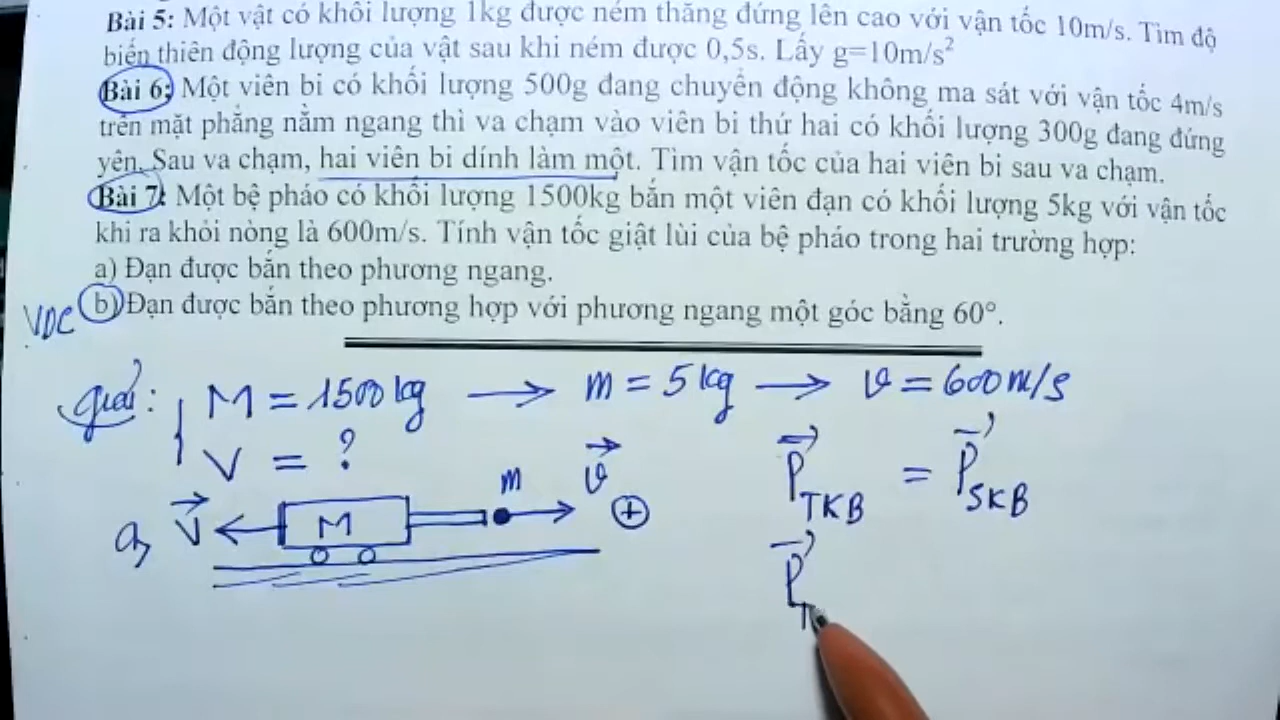 Bài 5: Một vật có khối lượng 1kg được ném thẳng đứng lên cao với vận tốc 10m/s. Tìm độ
biến thiên động lượng của vật sau khi ném được 0,5s. Lấy g=10m/s²
Bài 6: Một viên bi có khối lượng 500g đang chuyển động không ma sát với vận tốc 4m/s
trên mặt phẳng nằm ngang thì va chạm vào viên bi thứ hai có khối lượng 300g đang đứng
yên. Sau va chạm, hai viên bi dính làm một. Tìm vận tốc của hai viên bi sau va chạm.
Bài 7: Một bệ pháo có khối lượng 1500kg bắn một viên đạn có khối lượng 5kg với vận tốc
khi ra khỏi nòng là 600m/s. Tính vận tốc giật lùi của bệ pháo trong hai trường hợp:
a) Đạn được bắn theo phương ngang.
VDC b) Đạn được bắn theo phương hợp với phương ngang một góc bằng 60°.
Giải: M = 1500kg → m = 5kg → v = 600m/s
V = ?
m v⃗ ⊕
a, V⃗ M
P⃗TKB = P⃗SKB
P⃗T